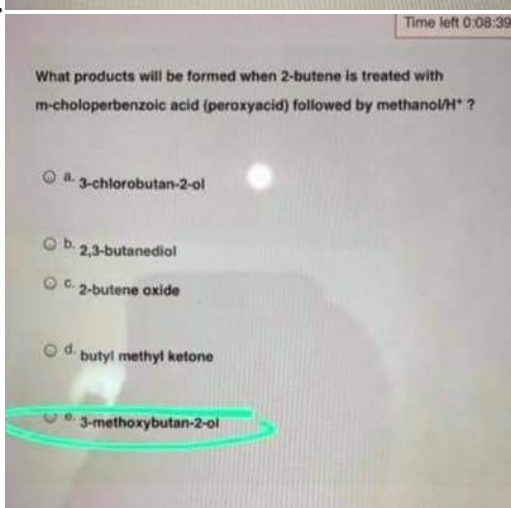 Time left 0:08:39
What products will be formed when 2-butene is treated with
m-choloperbenzoic acid (peroxyacid) followed by methanol/H⁺ ?
a. 3-chlorobutan-2-ol
b. 2,3-butanediol
c. 2-butene oxide
d. butyl methyl ketone
e. 3-methoxybutan-2-ol